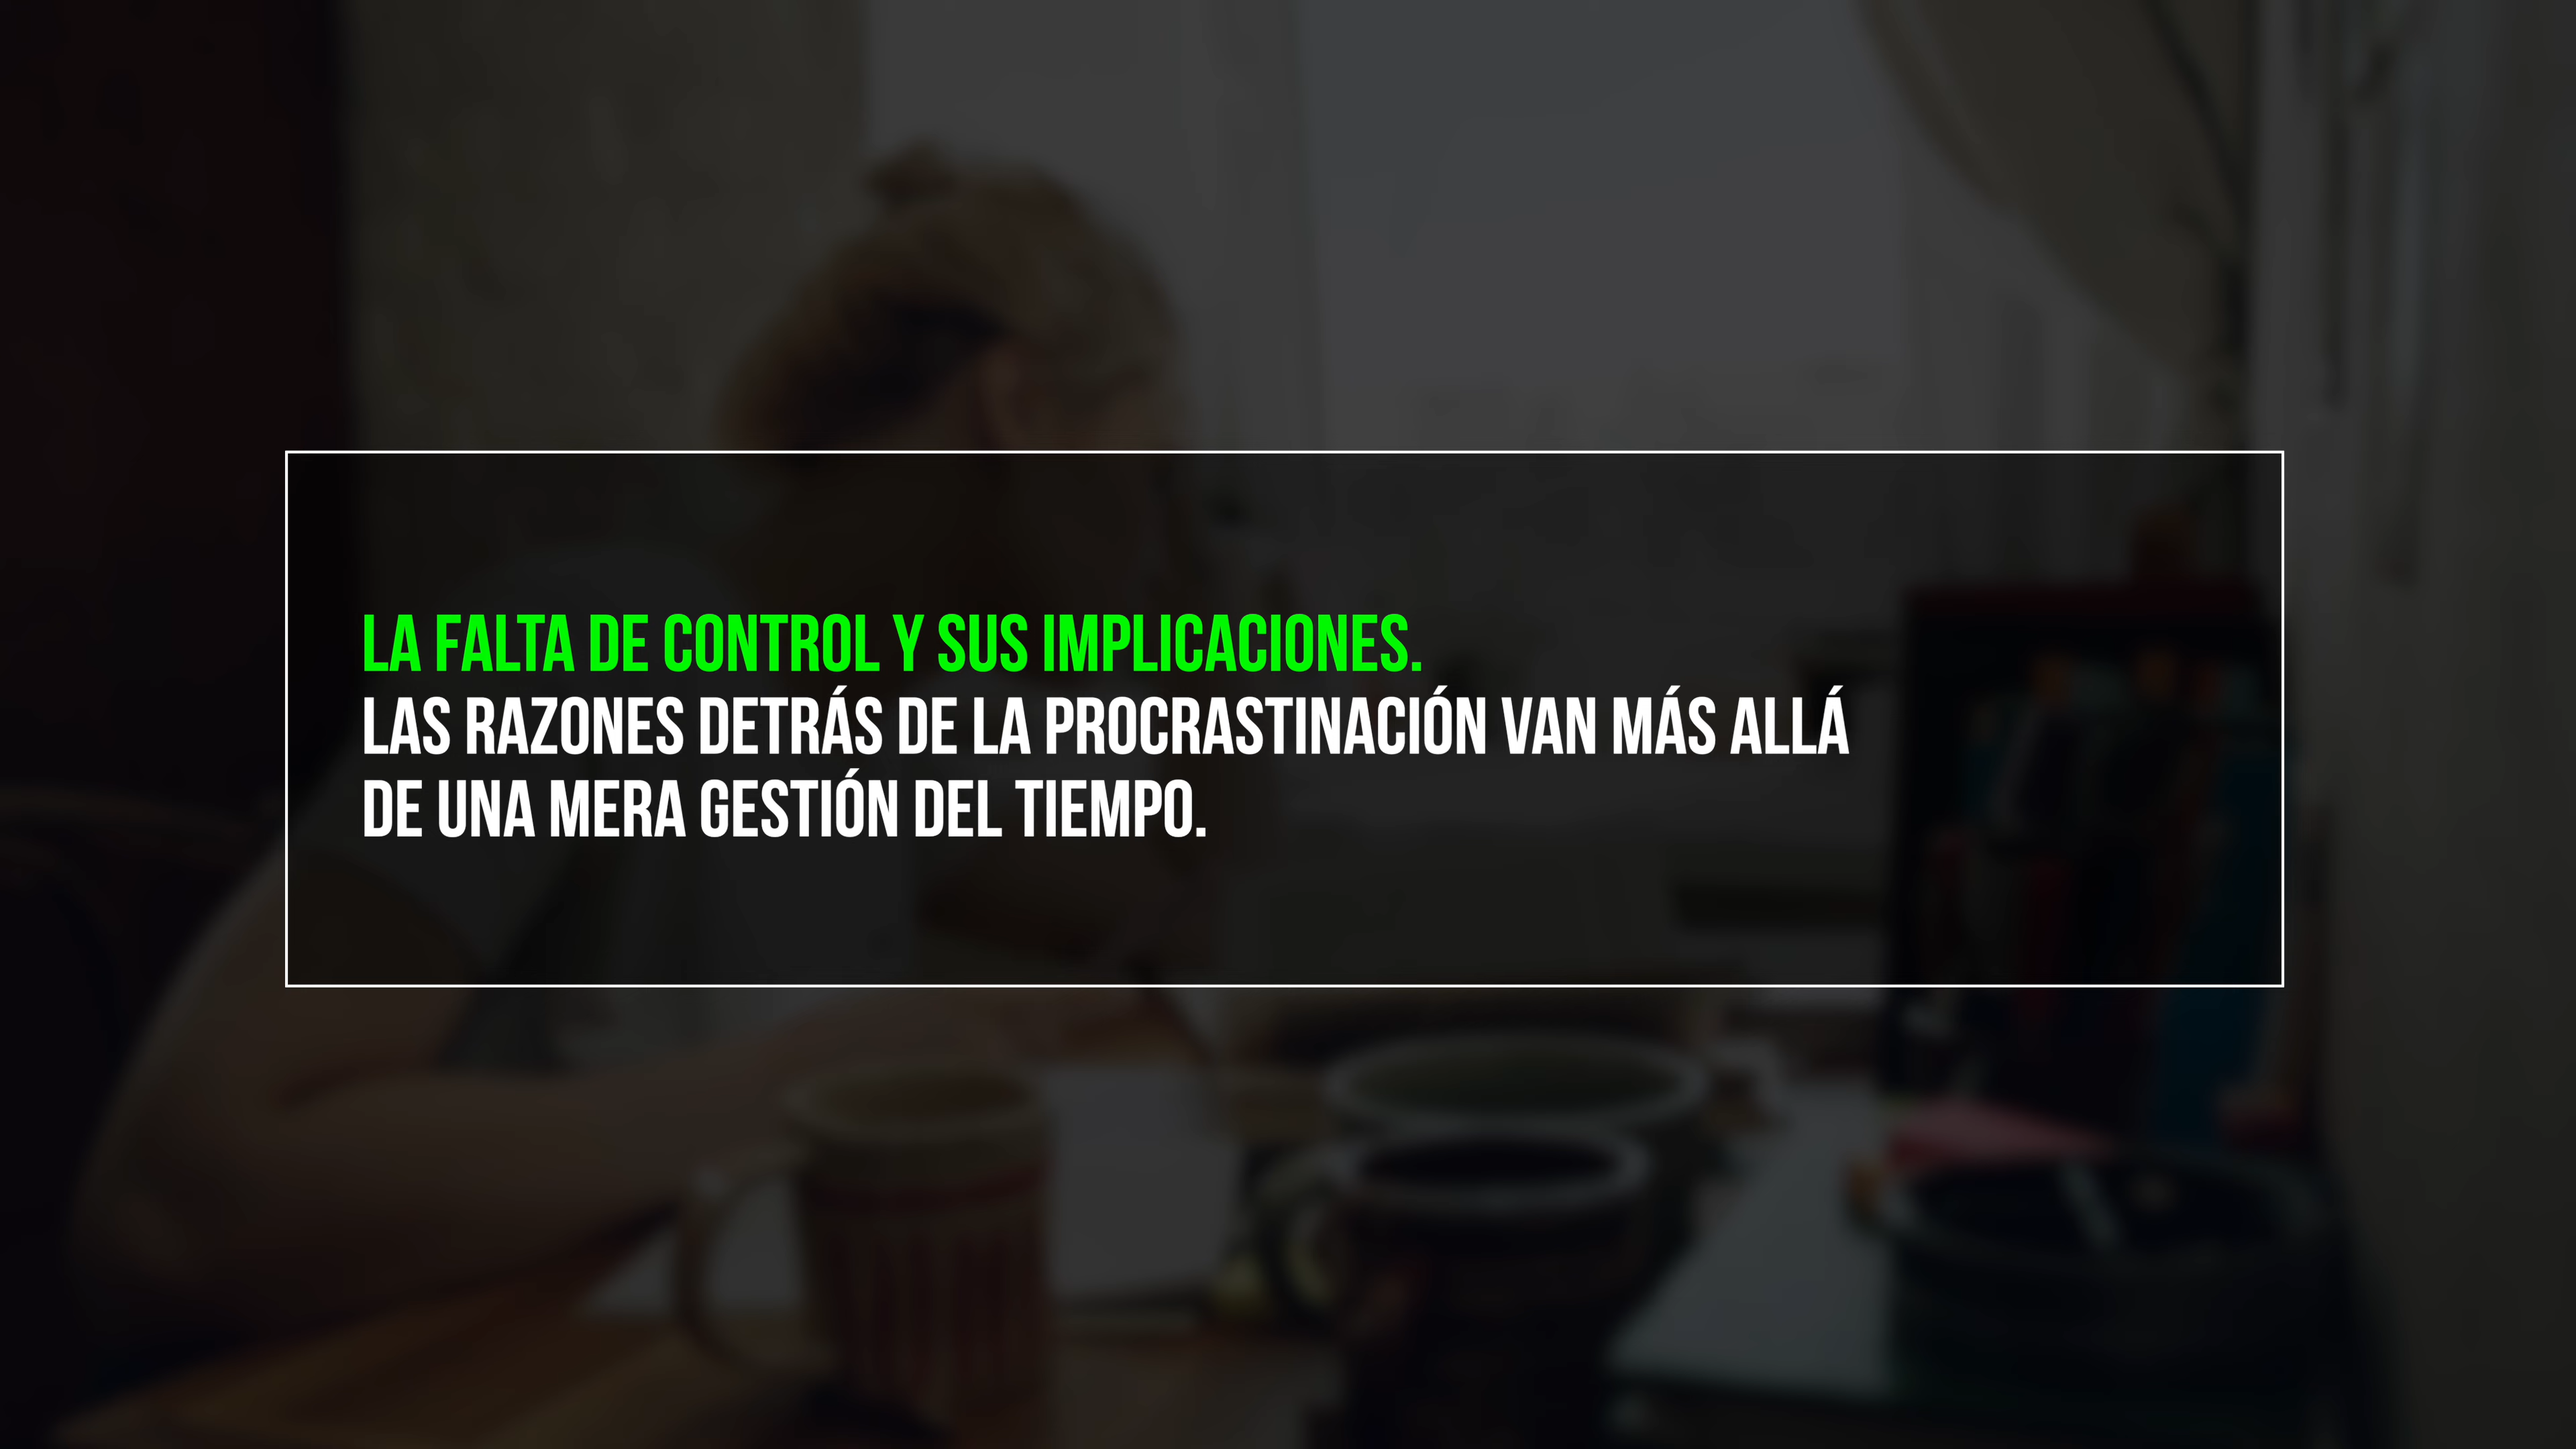 LA FALTA DE CONTROL Y SUS IMPLICACIONES.
LAS RAZONES DETRÁS DE LA PROCRASTINACIÓN VAN MÁS ALLÁ
DE UNA MERA GESTIÓN DEL TIEMPO.